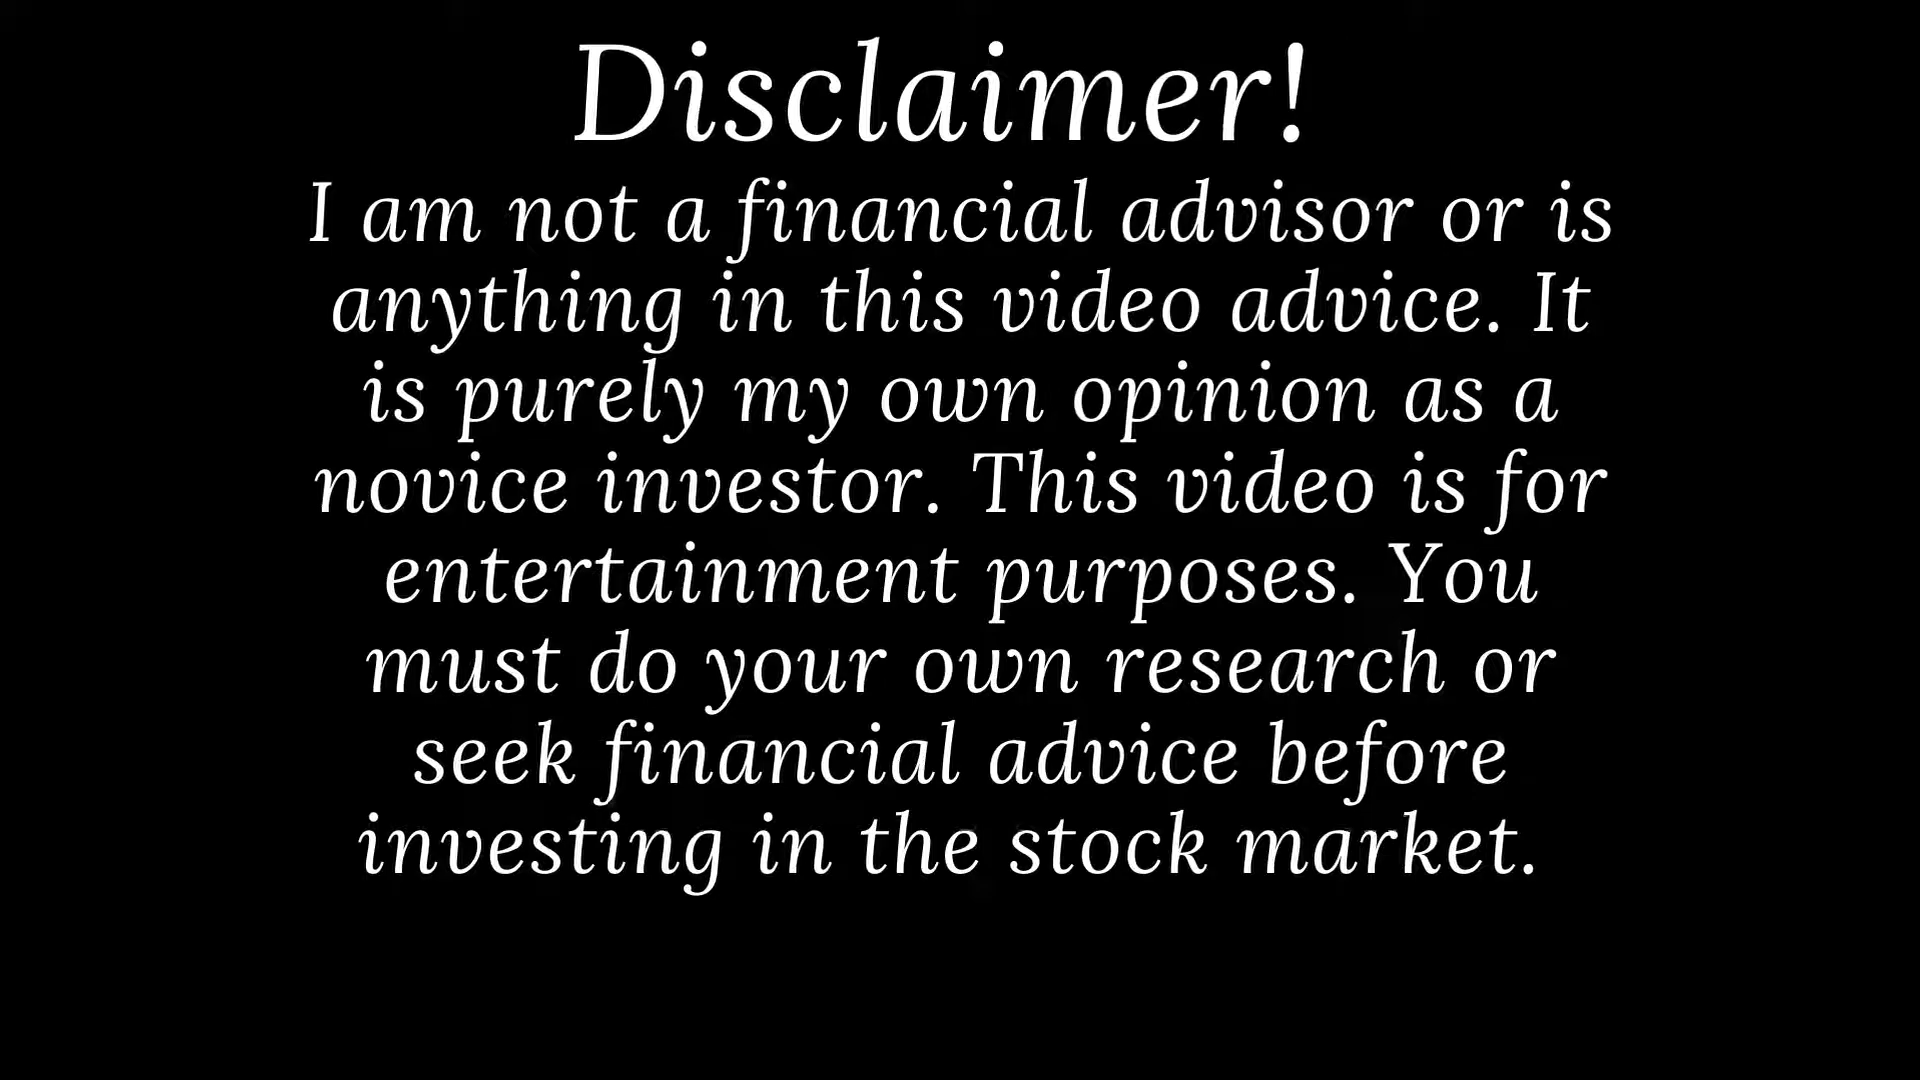 Disclaimer!
I am not a financial advisor or is
anything in this video advice. It
is purely my own opinion as a
novice investor. This video is for
entertainment purposes. You
must do your own research or
seek financial advice before
investing in the stock market.